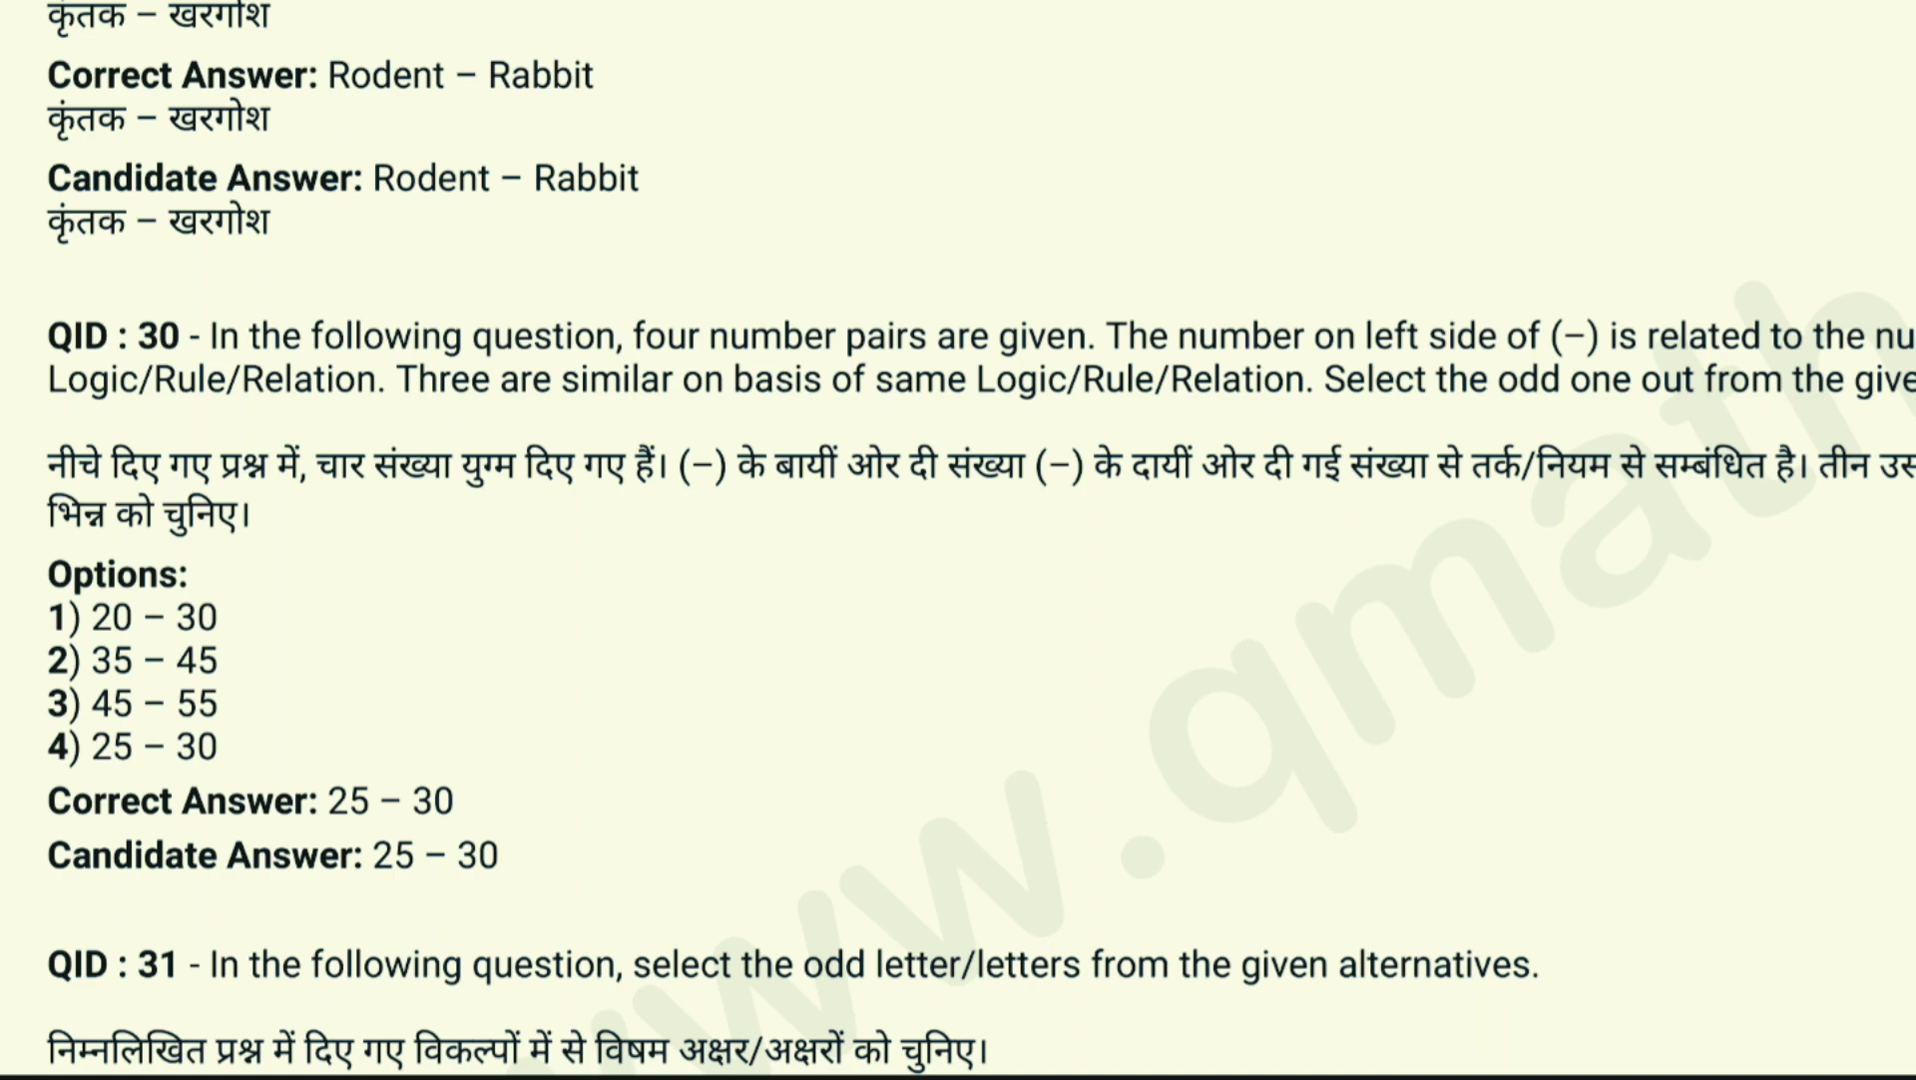 कृंतक – खरगोश
Correct Answer: Rodent – Rabbit
कृंतक – खरगोश
Candidate Answer: Rodent – Rabbit
कृंतक – खरगोश
QID : 30 - In the following question, four number pairs are given. The number on left side of (–) is related to the nu
Logic/Rule/Relation. Three are similar on basis of same Logic/Rule/Relation. Select the odd one out from the give
नीचे दिए गए प्रश्न में, चार संख्या युग्म दिए गए हैं। (–) के बायीं ओर दी संख्या (–) के दायीं ओर दी गई संख्या से तर्क/नियम से सम्बंधित है। तीन उस
भिन्न को चुनिए।
Options:
1) 20 – 30
2) 35 – 45
3) 45 – 55
4) 25 – 30
Correct Answer: 25 – 30
Candidate Answer: 25 – 30
QID : 31 - In the following question, select the odd letter/letters from the given alternatives.
निम्नलिखित प्रश्न में दिए गए विकल्पों में से विषम अक्षर/अक्षरों को चुनिए।
ww.qmath